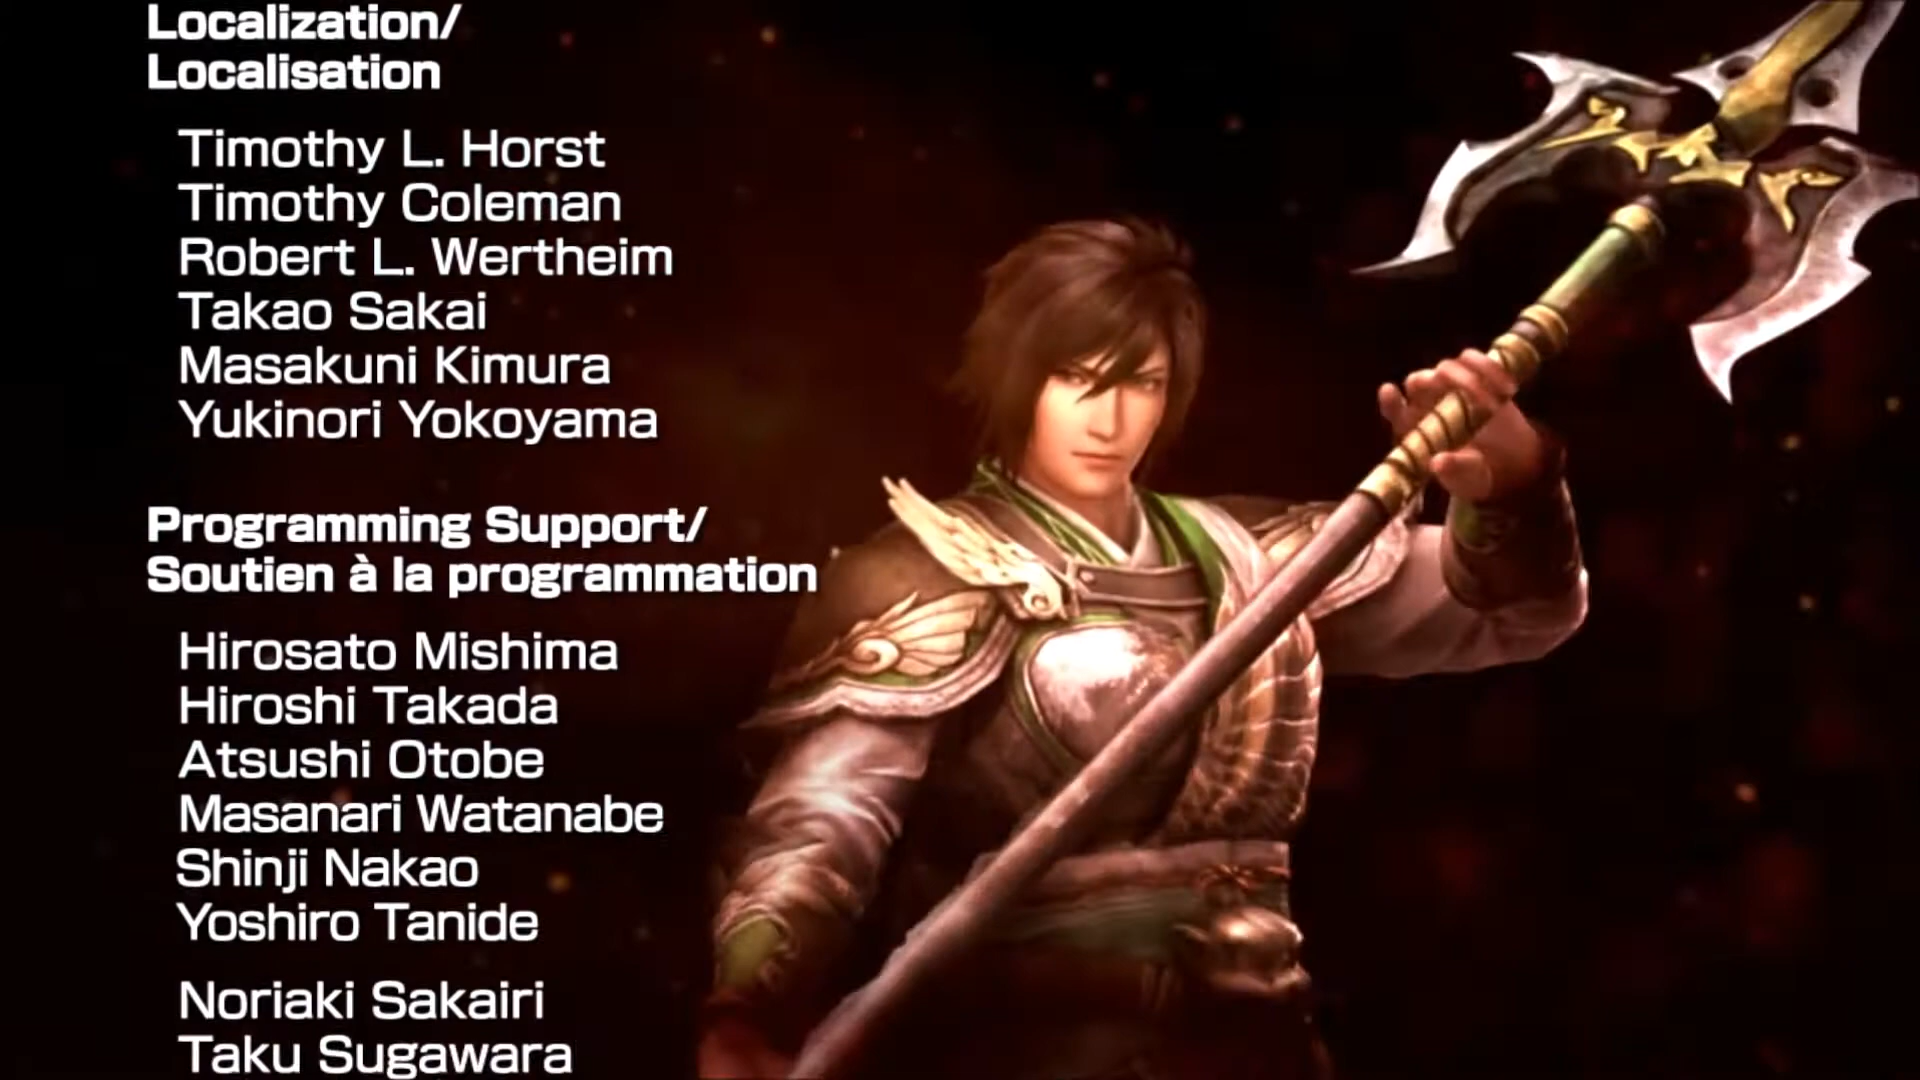 Localization/
Localisation
Timothy L. Horst
Timothy Coleman
Robert L. Wertheim
Takao Sakai
Masakuni Kimura
Yukinori Yokoyama
Programming Support/
Soutien à la programmation
Hirosato Mishima
Hiroshi Takada
Atsushi Otobe
Masanari Watanabe
Shinji Nakao
Yoshiro Tanide
Noriaki Sakairi
Taku Sugawara